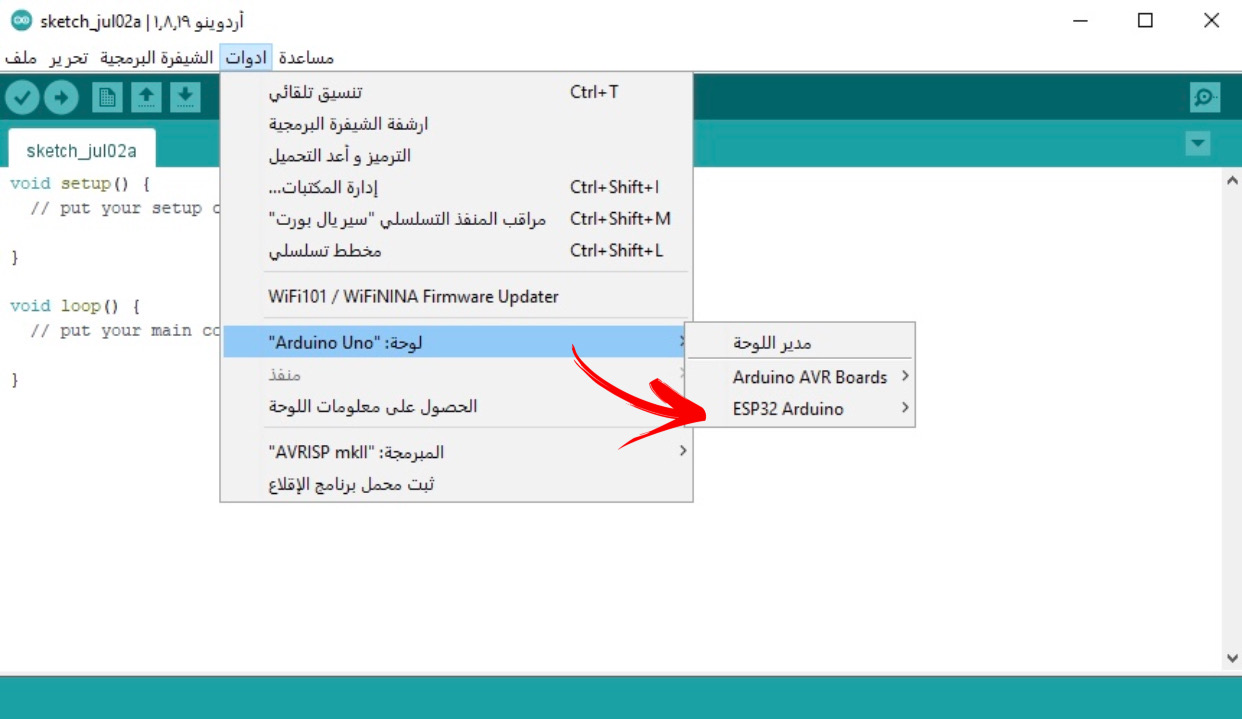 sketch_jul02a | أردوينو ١,٨,١٩
ملف تحرير الشيفرة البرمجية ادوات مساعدة
sketch_jul02a
void setup() {
// put your setup c
}
void loop() {
// put your main co
}
تنسيق تلقائي Ctrl+T
ارشفة الشيفرة البرمجية
الترميز و أعد التحميل
إدارة المكتبات... Ctrl+Shift+I
مراقب المنفذ التسلسلي "سيريال بورت" Ctrl+Shift+M
مخطط تسلسلي Ctrl+Shift+L
WiFi101 / WiFiNINA Firmware Updater
لوحة: "Arduino Uno"
منفذ
الحصول على معلومات اللوحة
المبرمجة: "AVRISP mkII"
ثبت محمل برنامج الإقلاع
مدير اللوحة
Arduino AVR Boards
ESP32 Arduino